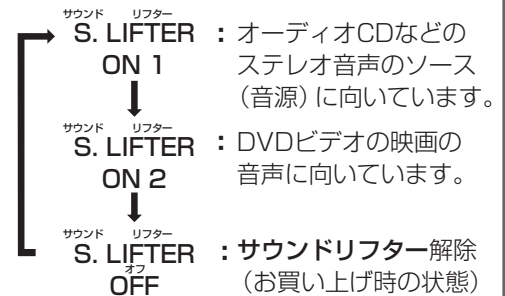 サウンド リフター
S. LIFTER : オーディオCDなどの
ON 1 ステレオ音声のソース
（音源）に向いています。
サウンド リフター
S. LIFTER : DVDビデオの映画の
ON 2 音声に向いています。
サウンド リフター
S. LIFTER : サウンドリフター解除
オフ
OFF （お買い上げ時の状態）